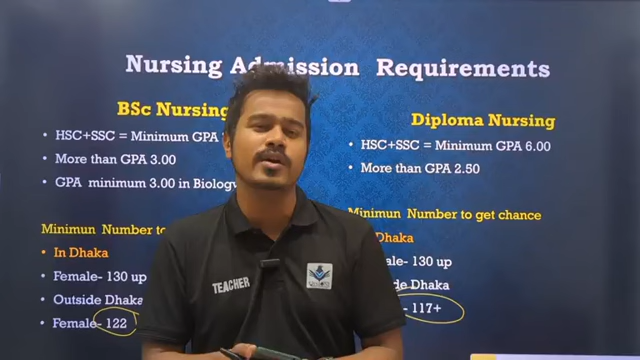 Nursing Admission Requirements
BSc Nursing
• HSC+SSC = Minimum GPA
• More than GPA 3.00
• GPA minimum 3.00 in Biology
Minimun Number to
• In Dhaka
• Female- 130 up
• Outside Dhaka
• Female- 122
Diploma Nursing
• HSC+SSC = Minimum GPA 6.00
• More than GPA 2.50
Minimun Number to get chance
Dhaka
130 up
Dhaka
- 117+
TEACHER